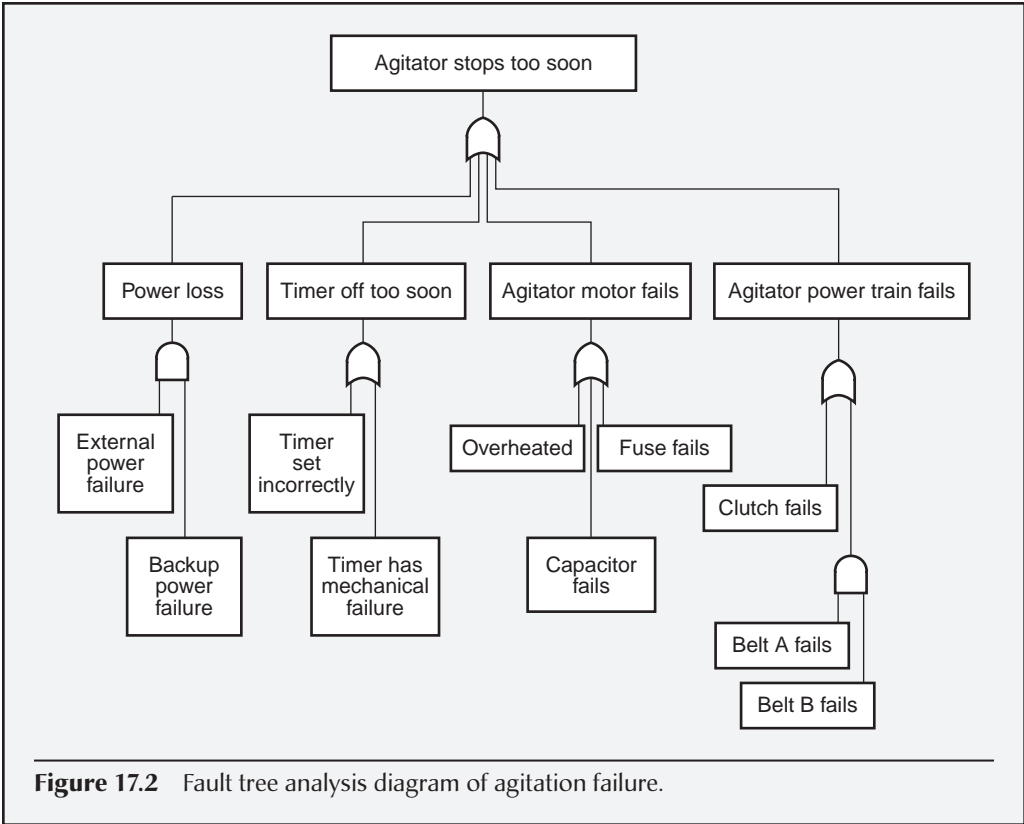 Agitator stops too soon
Power loss
Timer off too soon
Agitator motor fails
Agitator power train fails
External
power
failure
Backup
power
failure
Timer
set
incorrectly
Timer has
mechanical
failure
Overheated
Fuse fails
Capacitor
fails
Clutch fails
Belt A fails
Belt B fails
Figure 17.2 Fault tree analysis diagram of agitation failure.